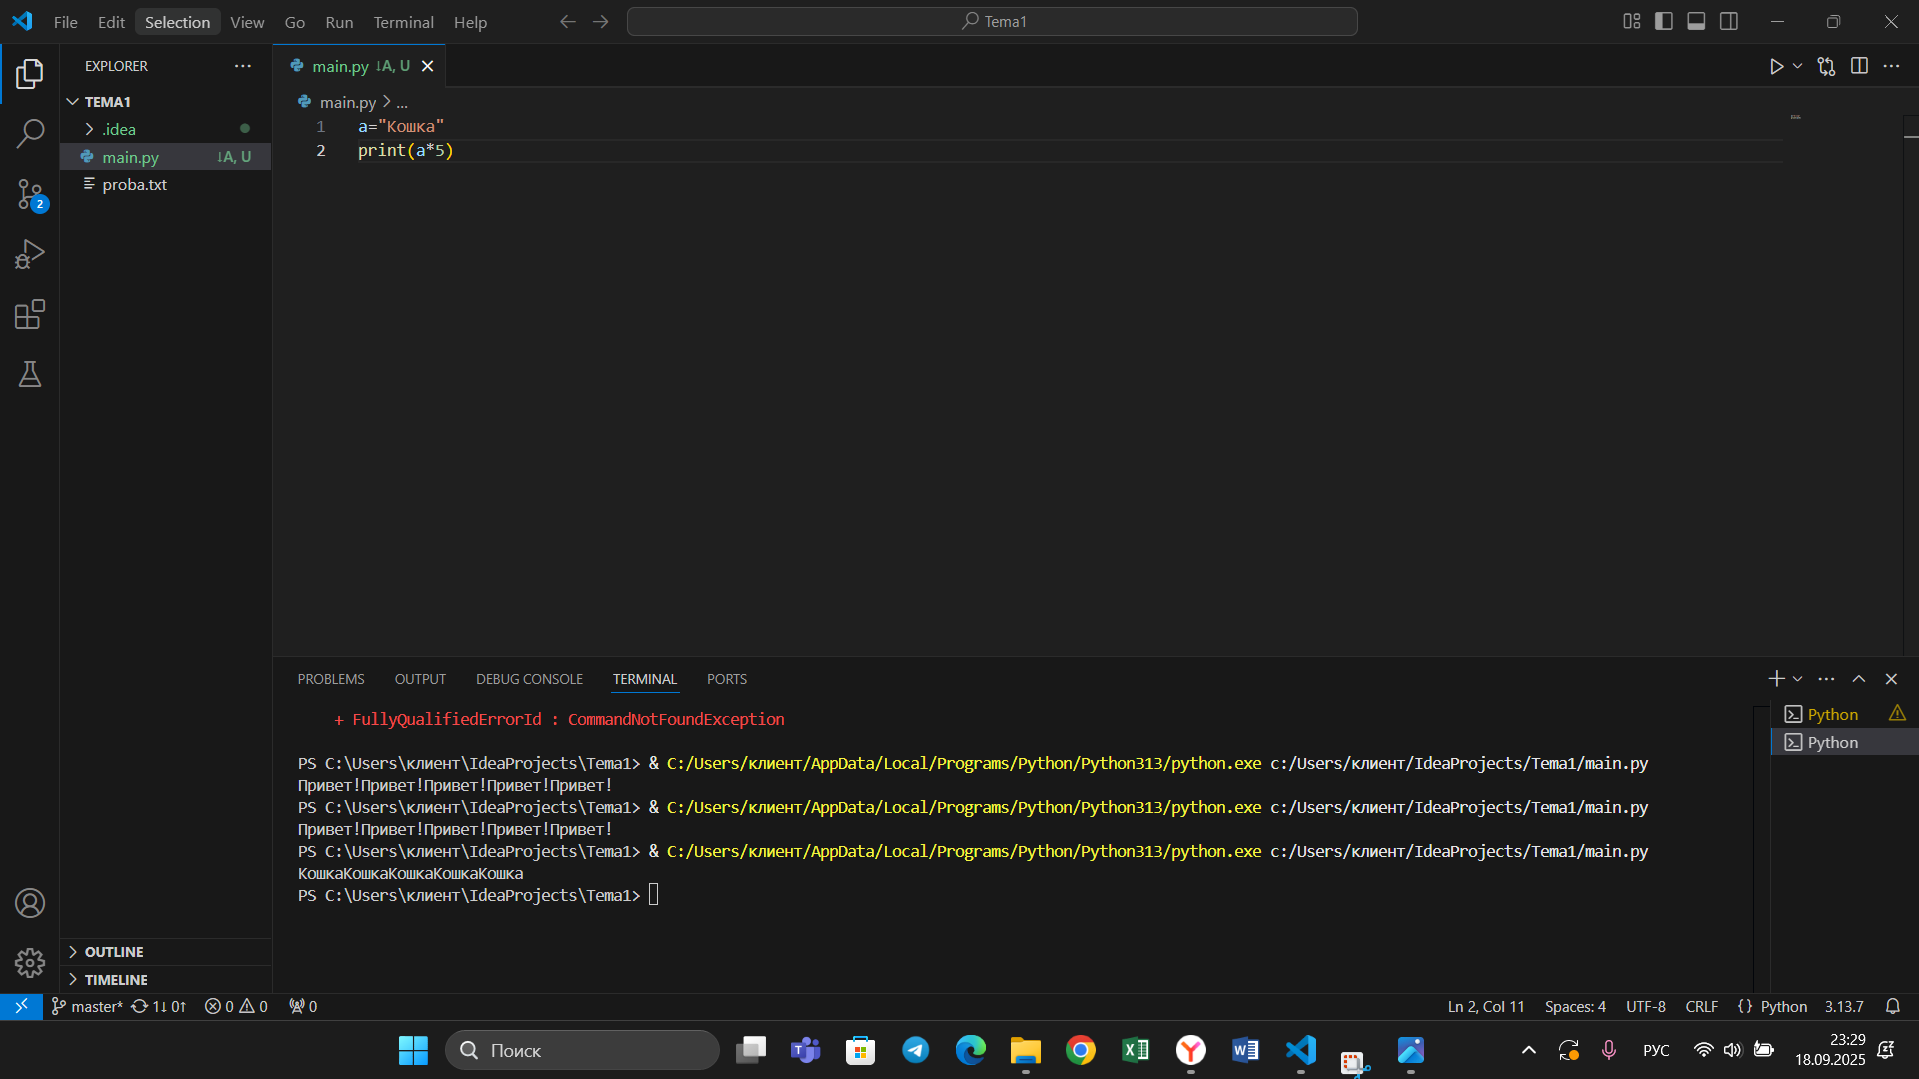 File Edit Selection View Go Run Terminal Help
Tema1
EXPLORER
TEMA1
.idea
main.py ↓A, U
proba.txt
OUTLINE
TIMELINE
main.py ↓A, U
main.py > ...
1 a="Кошка"
2 print(a*5)
PROBLEMS OUTPUT DEBUG CONSOLE TERMINAL PORTS
+ FullyQualifiedErrorId : CommandNotFoundException
PS C:\Users\клиент\IdeaProjects\Tema1> & C:/Users/клиент/AppData/Local/Programs/Python/Python313/python.exe c:/Users/клиент/IdeaProjects/Tema1/main.py
Привет!Привет!Привет!Привет!Привет!
PS C:\Users\клиент\IdeaProjects\Tema1> & C:/Users/клиент/AppData/Local/Programs/Python/Python313/python.exe c:/Users/клиент/IdeaProjects/Tema1/main.py
Привет!Привет!Привет!Привет!Привет!
PS C:\Users\клиент\IdeaProjects\Tema1> & C:/Users/клиент/AppData/Local/Programs/Python/Python313/python.exe c:/Users/клиент/IdeaProjects/Tema1/main.py
КошкаКошкаКошкаКошкаКошка
PS C:\Users\клиент\IdeaProjects\Tema1>
Python
Python
2
master* 1↓ 0↑ 0 0 0
Ln 2, Col 11 Spaces: 4 UTF-8 CRLF {} Python 3.13.7
Поиск
РУС
23:29
18.09.2025